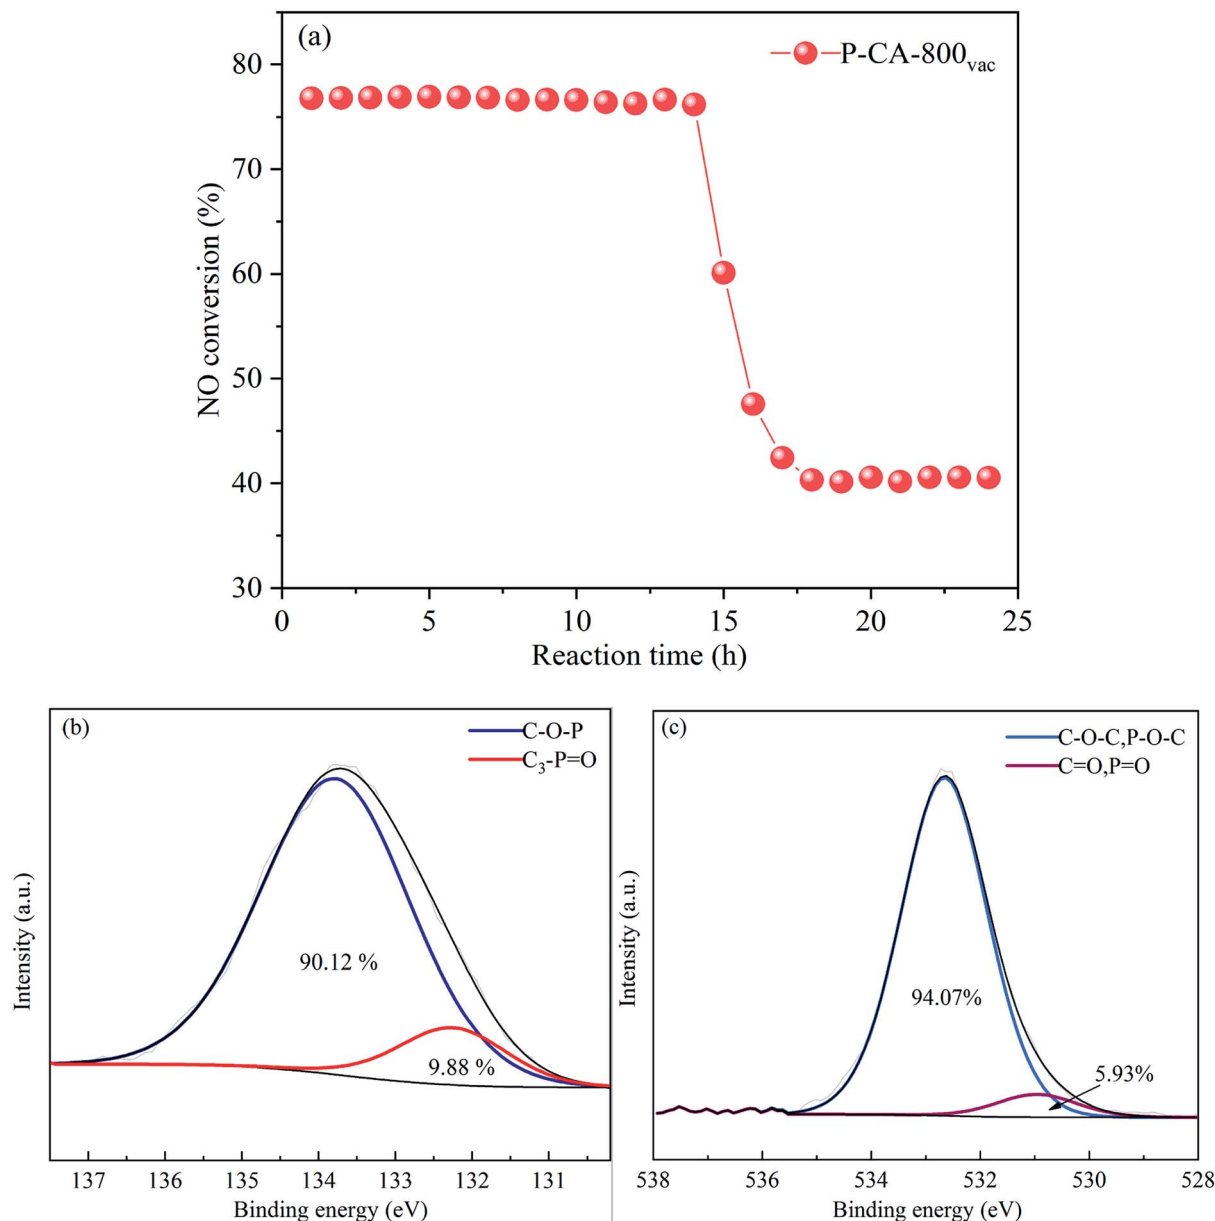 (a)
P-CA-800vac
80
70
60
50
40
30
NO conversion (%)
0 5 10 15 20 25
Reaction time (h)
(b)
C-O-P
C3-P=O
90.12 %
9.88 %
Intensity (a.u.)
137 136 135 134 133 132 131
Binding energy (eV)
(c)
C-O-C,P-O-C
C=O,P=O
94.07%
5.93%
Intensity (a.u.)
538 536 534 532 530 528
Binding energy (eV)